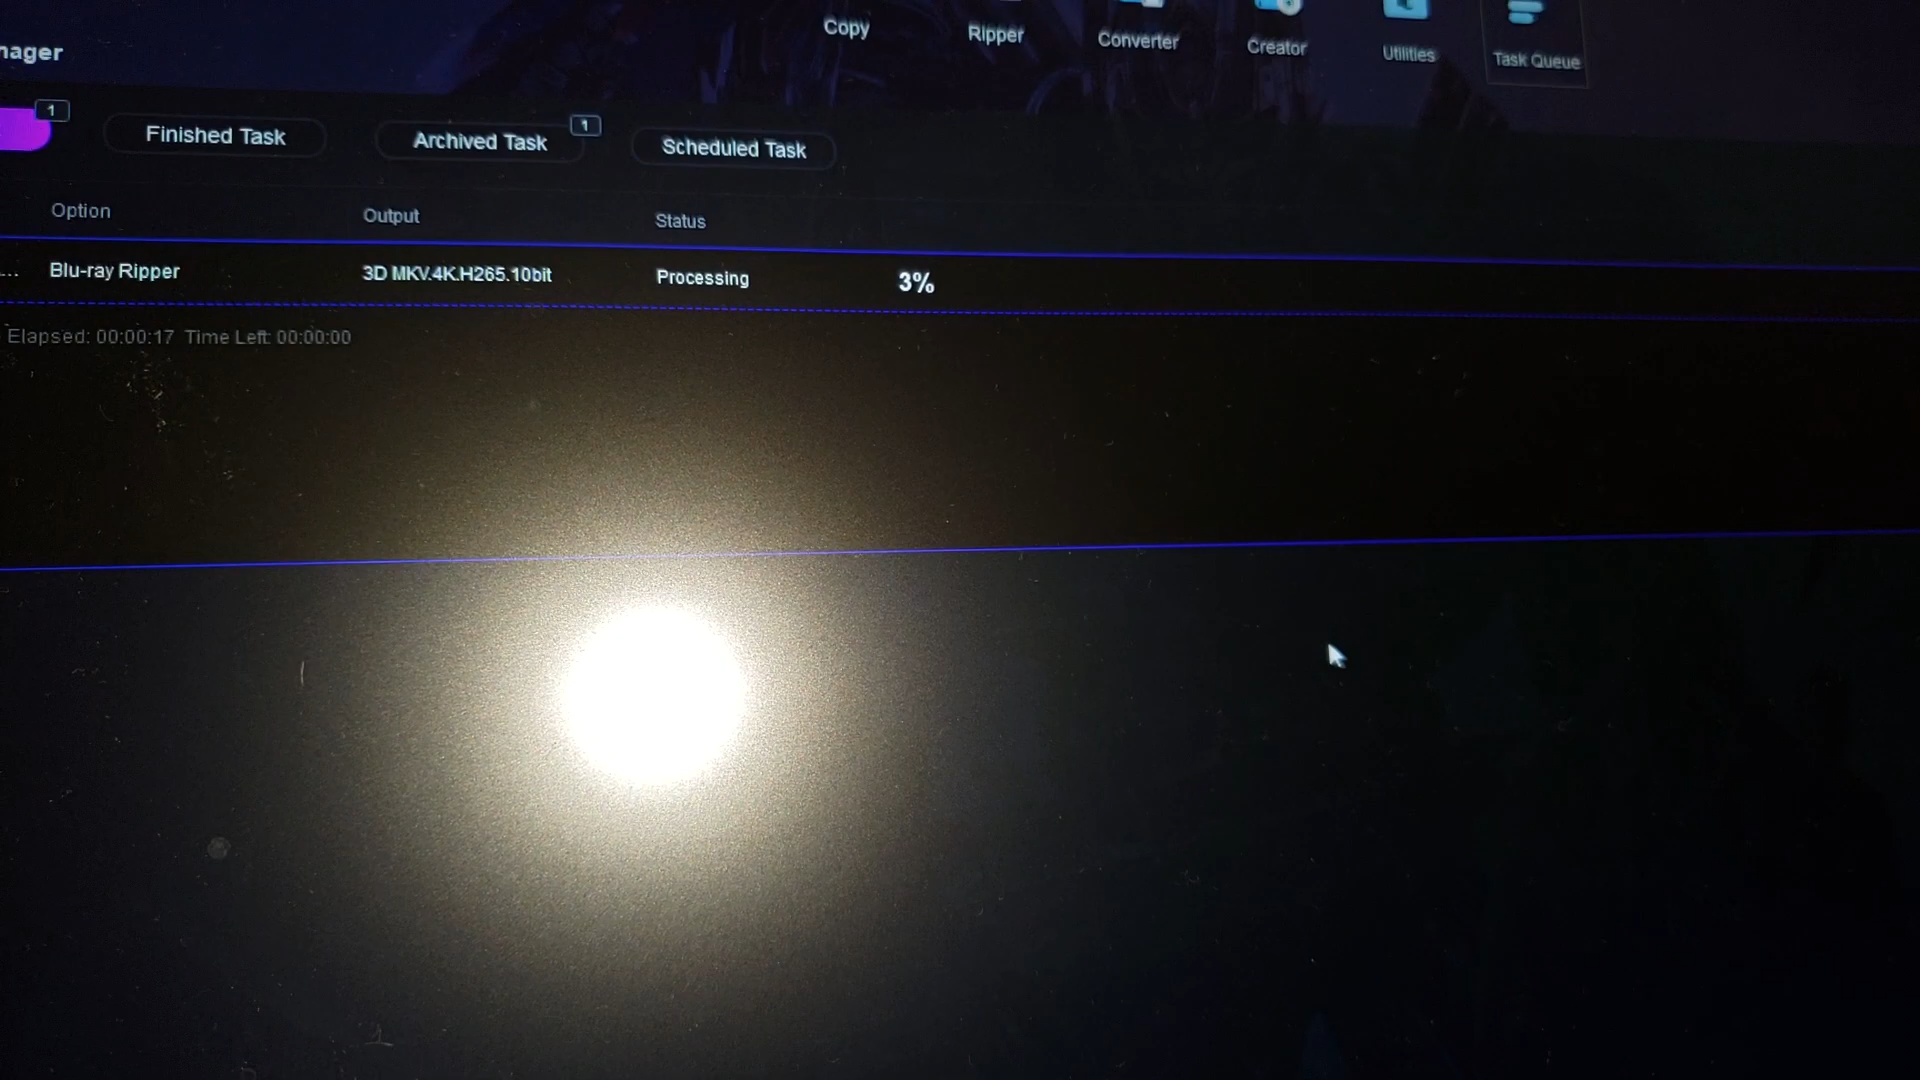 Copy Ripper Converter Creator Utilities Task Queue
nager
1 Finished Task Archived Task 1 Scheduled Task
Option Output Status
... Blu-ray Ripper 3D MKV.4K.H265.10bit Processing 3%
Elapsed: 00:00:17 Time Left: 00:00:00